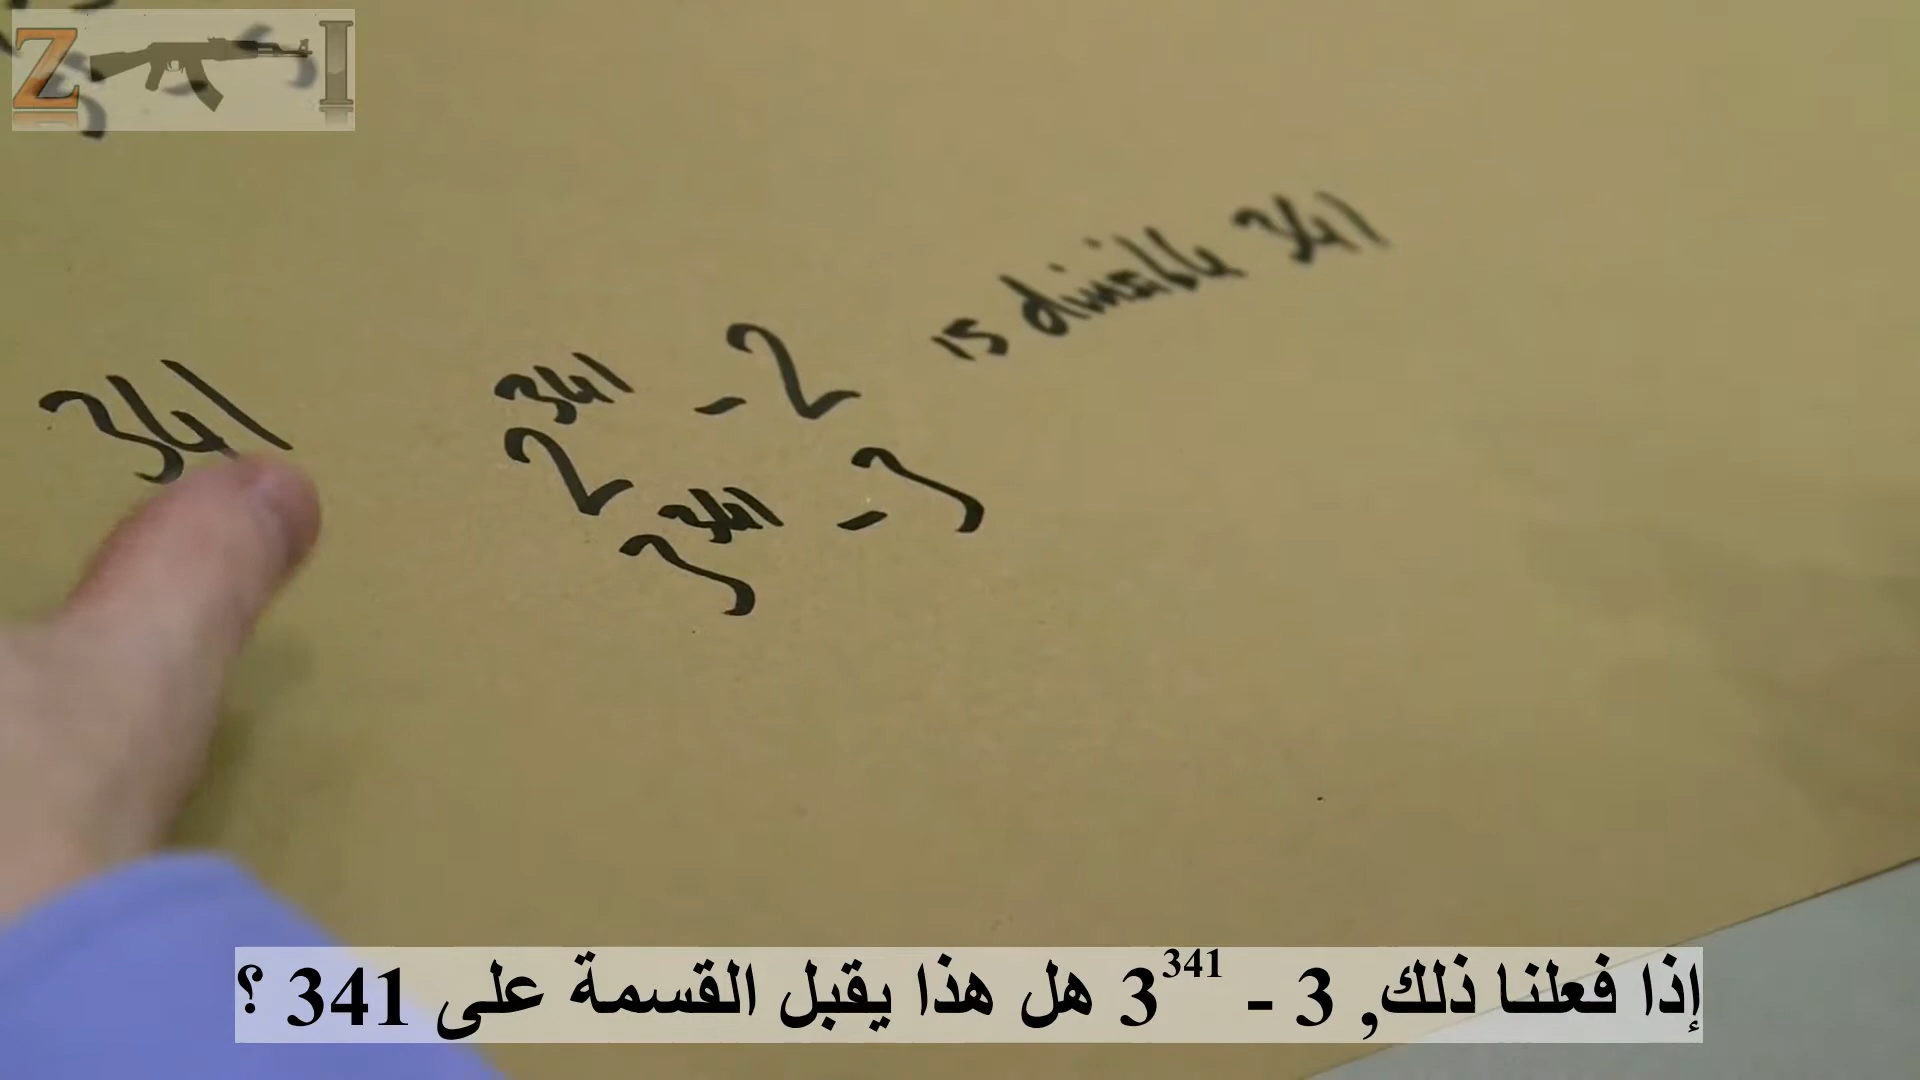 Z I
341
2^341 - 2 is divisible 341
3^341 - 3
إذا فعلنا ذلك, 3 - 3^341 هل هذا يقبل القسمة على 341 ؟